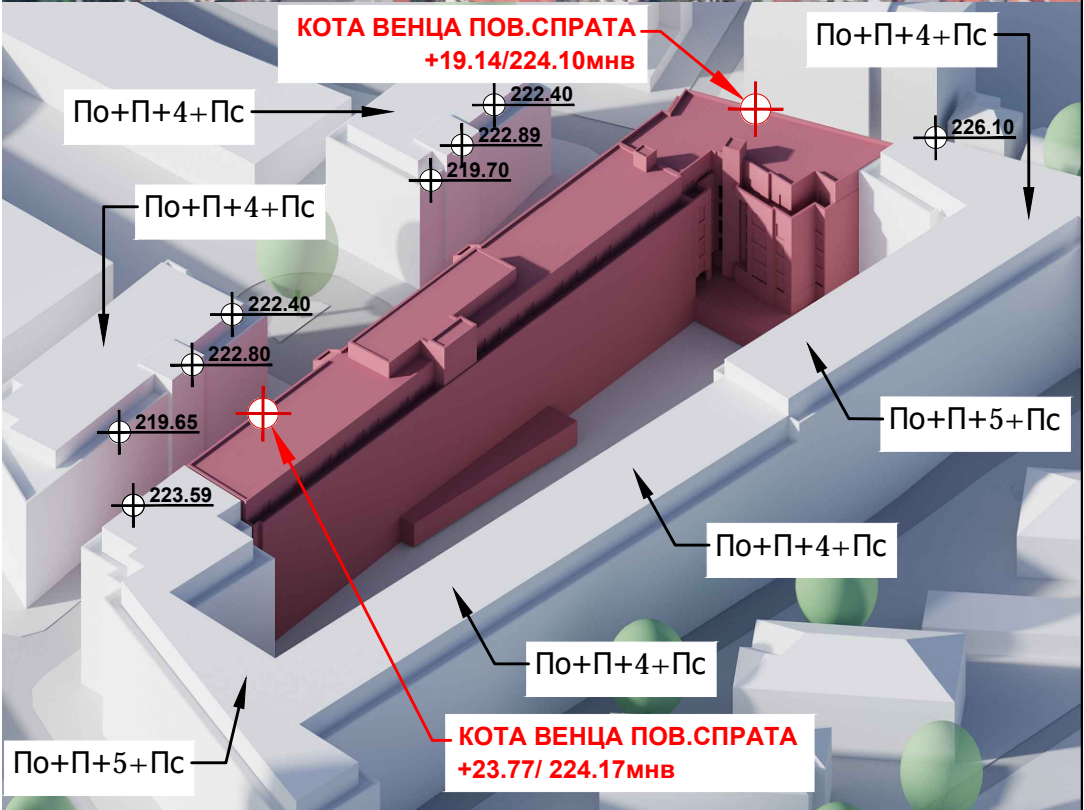 КОТА ВЕНЦА ПОВ.СПРАТА
+19.14/224.10мнв
По+П+4+Пс
По+П+4+Пс
222.40
222.89
219.70
226.10
По+П+4+Пс
222.40
222.80
219.65
223.59
По+П+5+Пс
По+П+4+Пс
По+П+4+Пс
КОТА ВЕНЦА ПОВ.СПРАТА
+23.77/ 224.17мнв
По+П+5+Пс